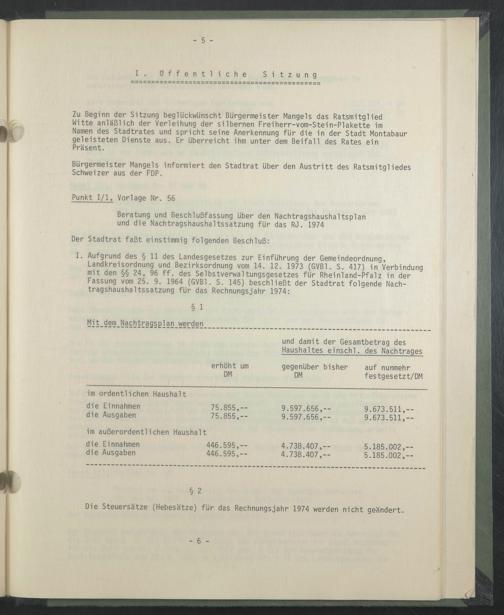 - 5 -
I. Öffentliche Sitzung
Zu Beginn der Sitzung beglückwünscht Bürgermeister Mangels das Ratsmitglied
Witte anläßlich der Verleihung der silbernen Freiherr-vom-Stein-Plakette im
Namen des Stadtrates und spricht seine Anerkennung für die in der Stadt Montabaur
geleisteten Dienste aus. Er überreicht ihm unter dem Beifall des Rates ein
Präsent.
Bürgermeister Mangels informiert den Stadtrat über den Austritt des Ratsmitgliedes
Schweizer aus der FDP.
Punkt I/1, Vorlage Nr. 56
Beratung und Beschlußfassung über den Nachtragshaushaltsplan
und die Nachtragshaushaltssatzung für das RJ. 1974
Der Stadtrat faßt einstimmig folgenden Beschluß:
I. Aufgrund des § 11 des Landesgesetzes zur Einführung der Gemeindeordnung,
Landkreisordnung und Bezirksordnung vom 14. 12. 1973 (GVBl. S. 417) in Verbindung
mit den §§ 24, 96 ff. des Selbstverwaltungsgesetzes für Rheinland-Pfalz in der
Fassung vom 25. 9. 1964 (GVBl. S. 145) beschließt der Stadtrat folgende Nach-
tragshaushaltssatzung für das Rechnungsjahr 1974:
§ 1
Mit dem Nachtragsplan werden
und damit der Gesamtbetrag des
Haushaltes einschl. des Nachtrages
erhöht um gegenüber bisher auf nunmehr
DM DM festgesetzt/DM
im ordentlichen Haushalt
die Einnahmen 75.855,-- 9.597.656,-- 9.673.511,--
die Ausgaben 75.855,-- 9.597.656,-- 9.673.511,--
im außerordentlichen Haushalt
die Einnahmen 446.595,-- 4.738.407,-- 5.185.002,--
die Ausgaben 446.595,-- 4.738.407,-- 5.185.002,--
§ 2
Die Steuersätze (Hebesätze) für das Rechnungsjahr 1974 werden nicht geändert.
- 6 -